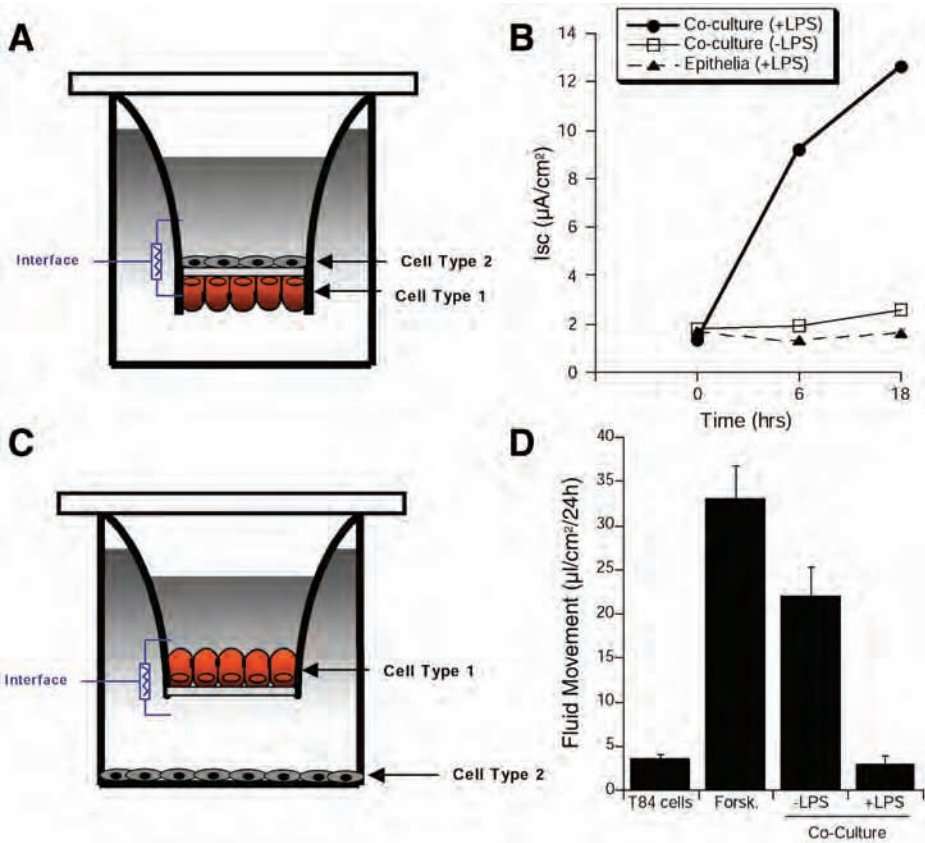 A
Interface
Cell Type 2
Cell Type 1
B
Co-culture (+LPS)
Co-culture (-LPS)
Epithelia (+LPS)
Isc (µA/cm²)
14
12
10
8
6
4
2
0
0 6 18
Time (hrs)
C
Interface
Cell Type 1
Cell Type 2
D
Fluid Movement (µl/cm²/24h)
40
35
30
25
20
15
10
5
0
T84 cells Forsk. -LPS +LPS
Co-Culture